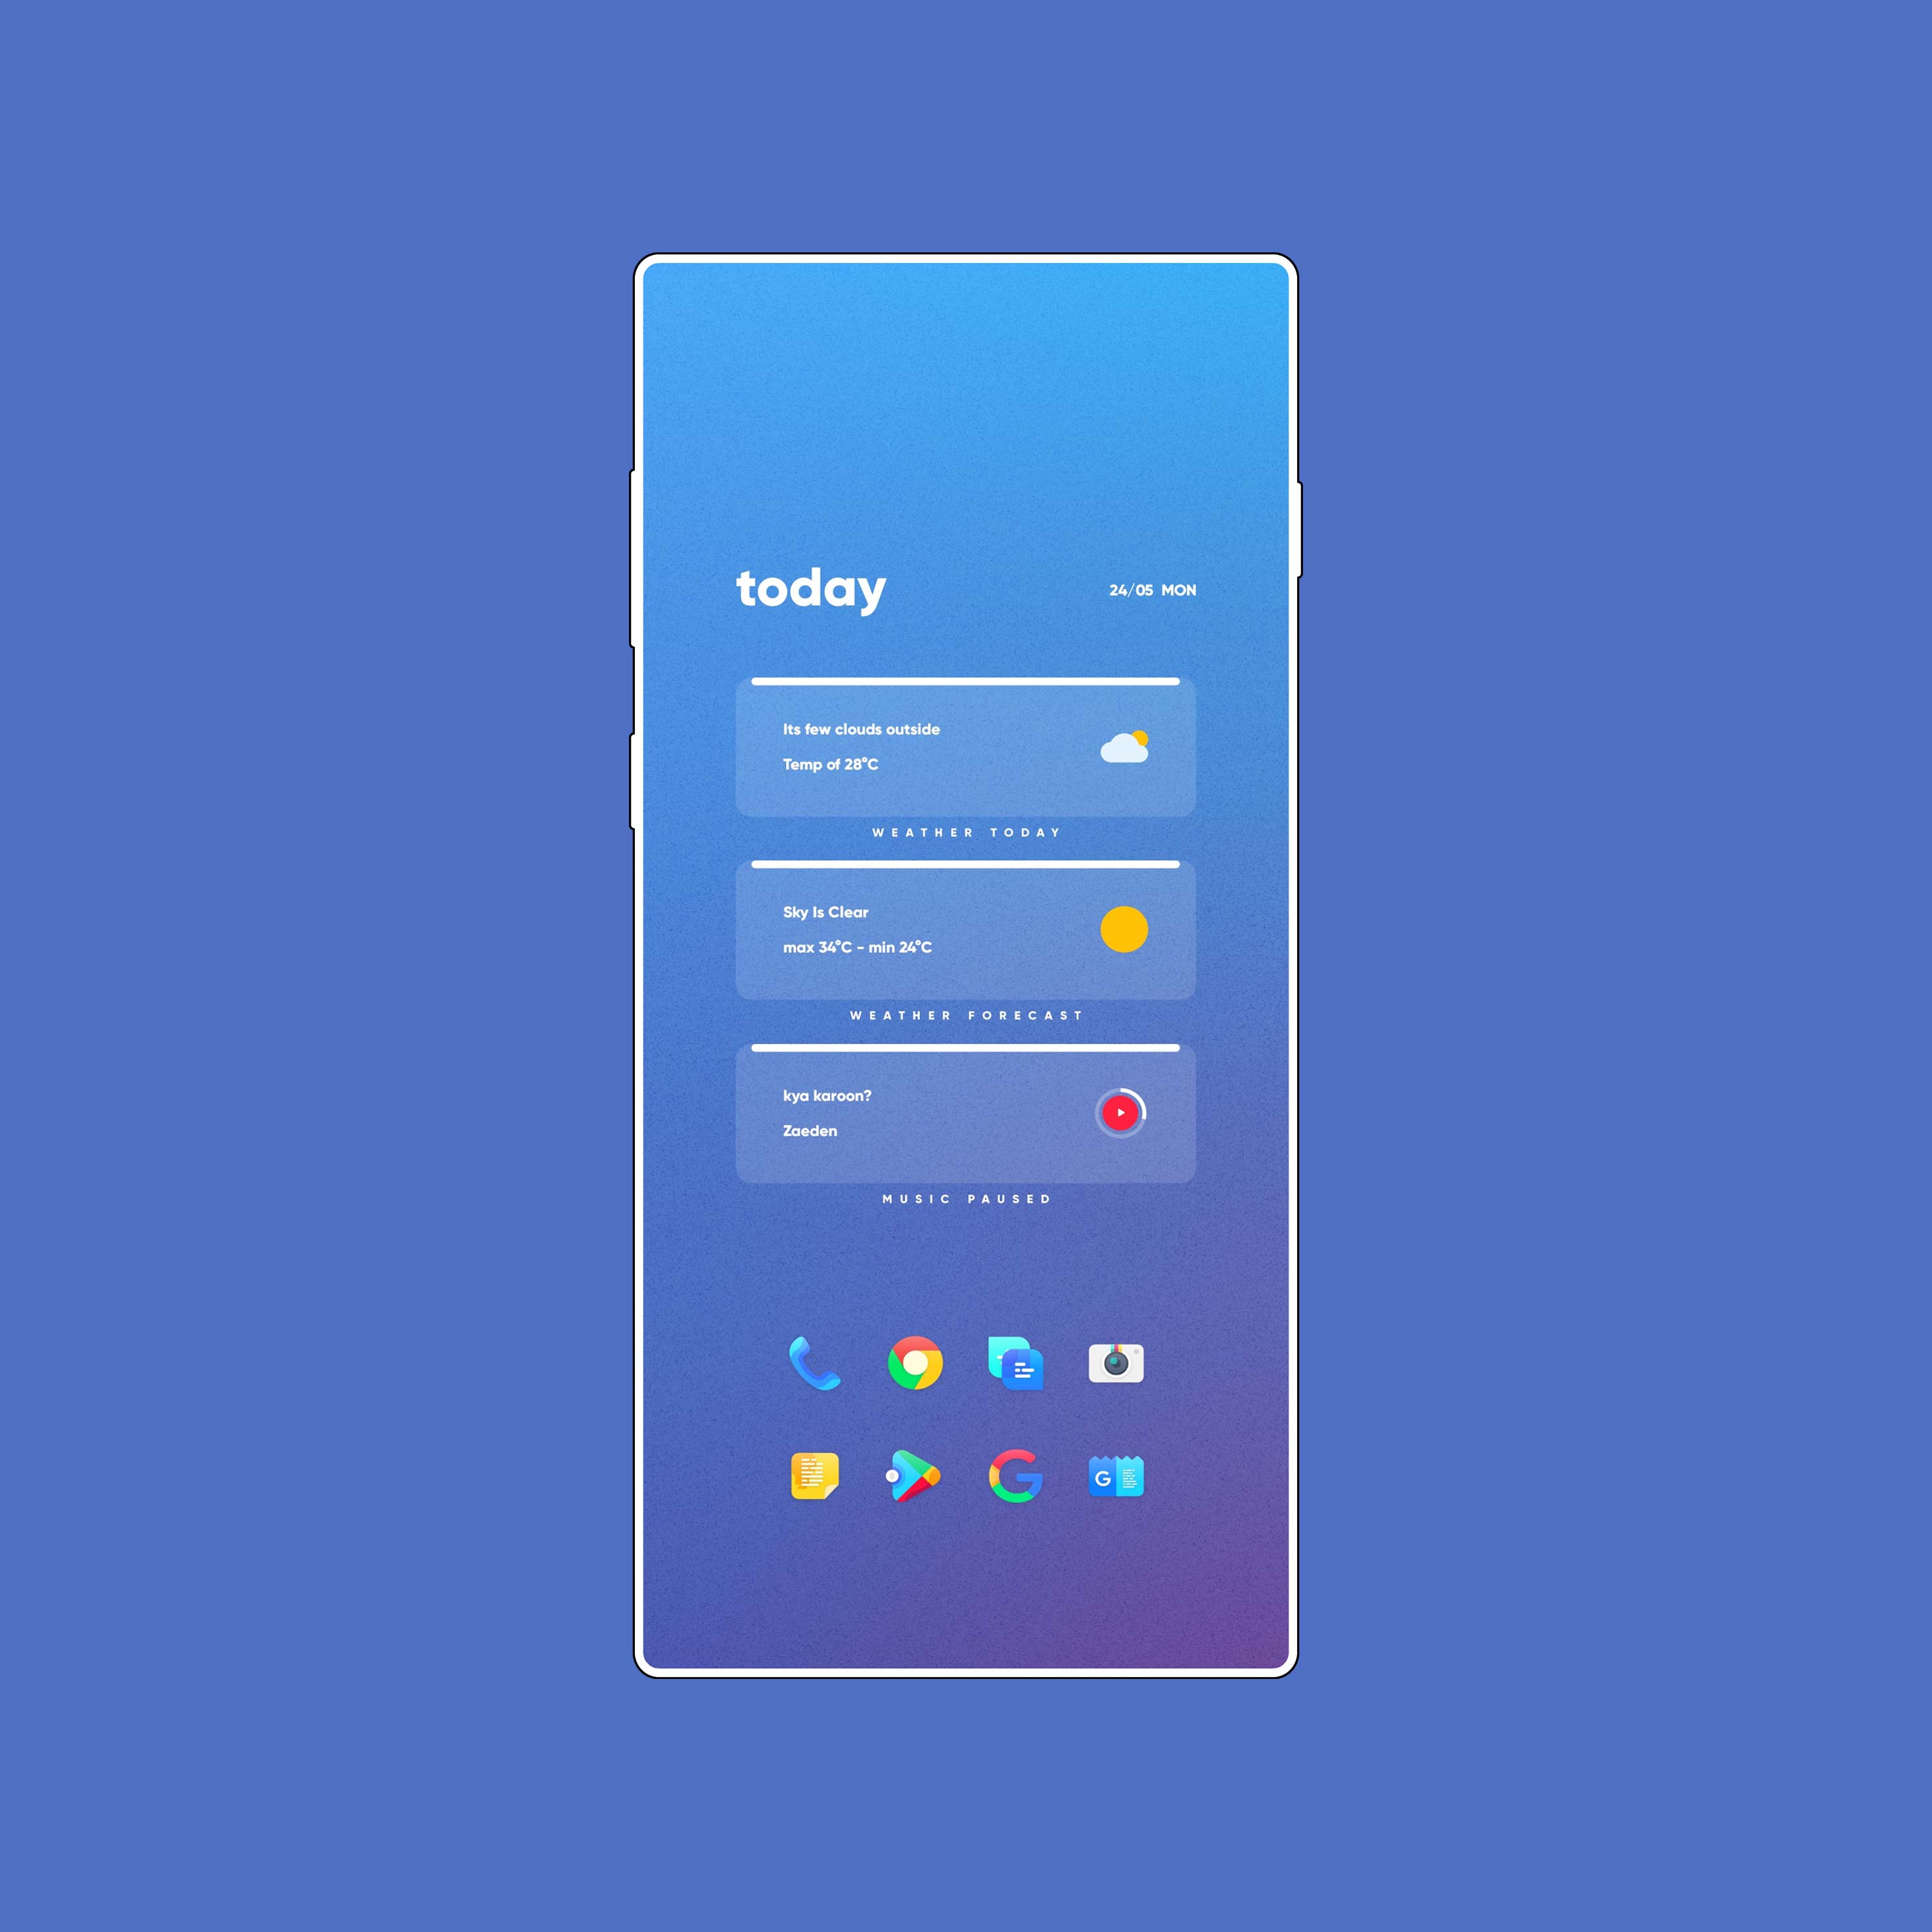 today
24/05 MON
Its few clouds outside
Temp of 28°C
WEATHER TODAY
Sky Is Clear
max 34°C - min 24°C
WEATHER FORECAST
kya karoon?
Zaeden
MUSIC PAUSED
G
G